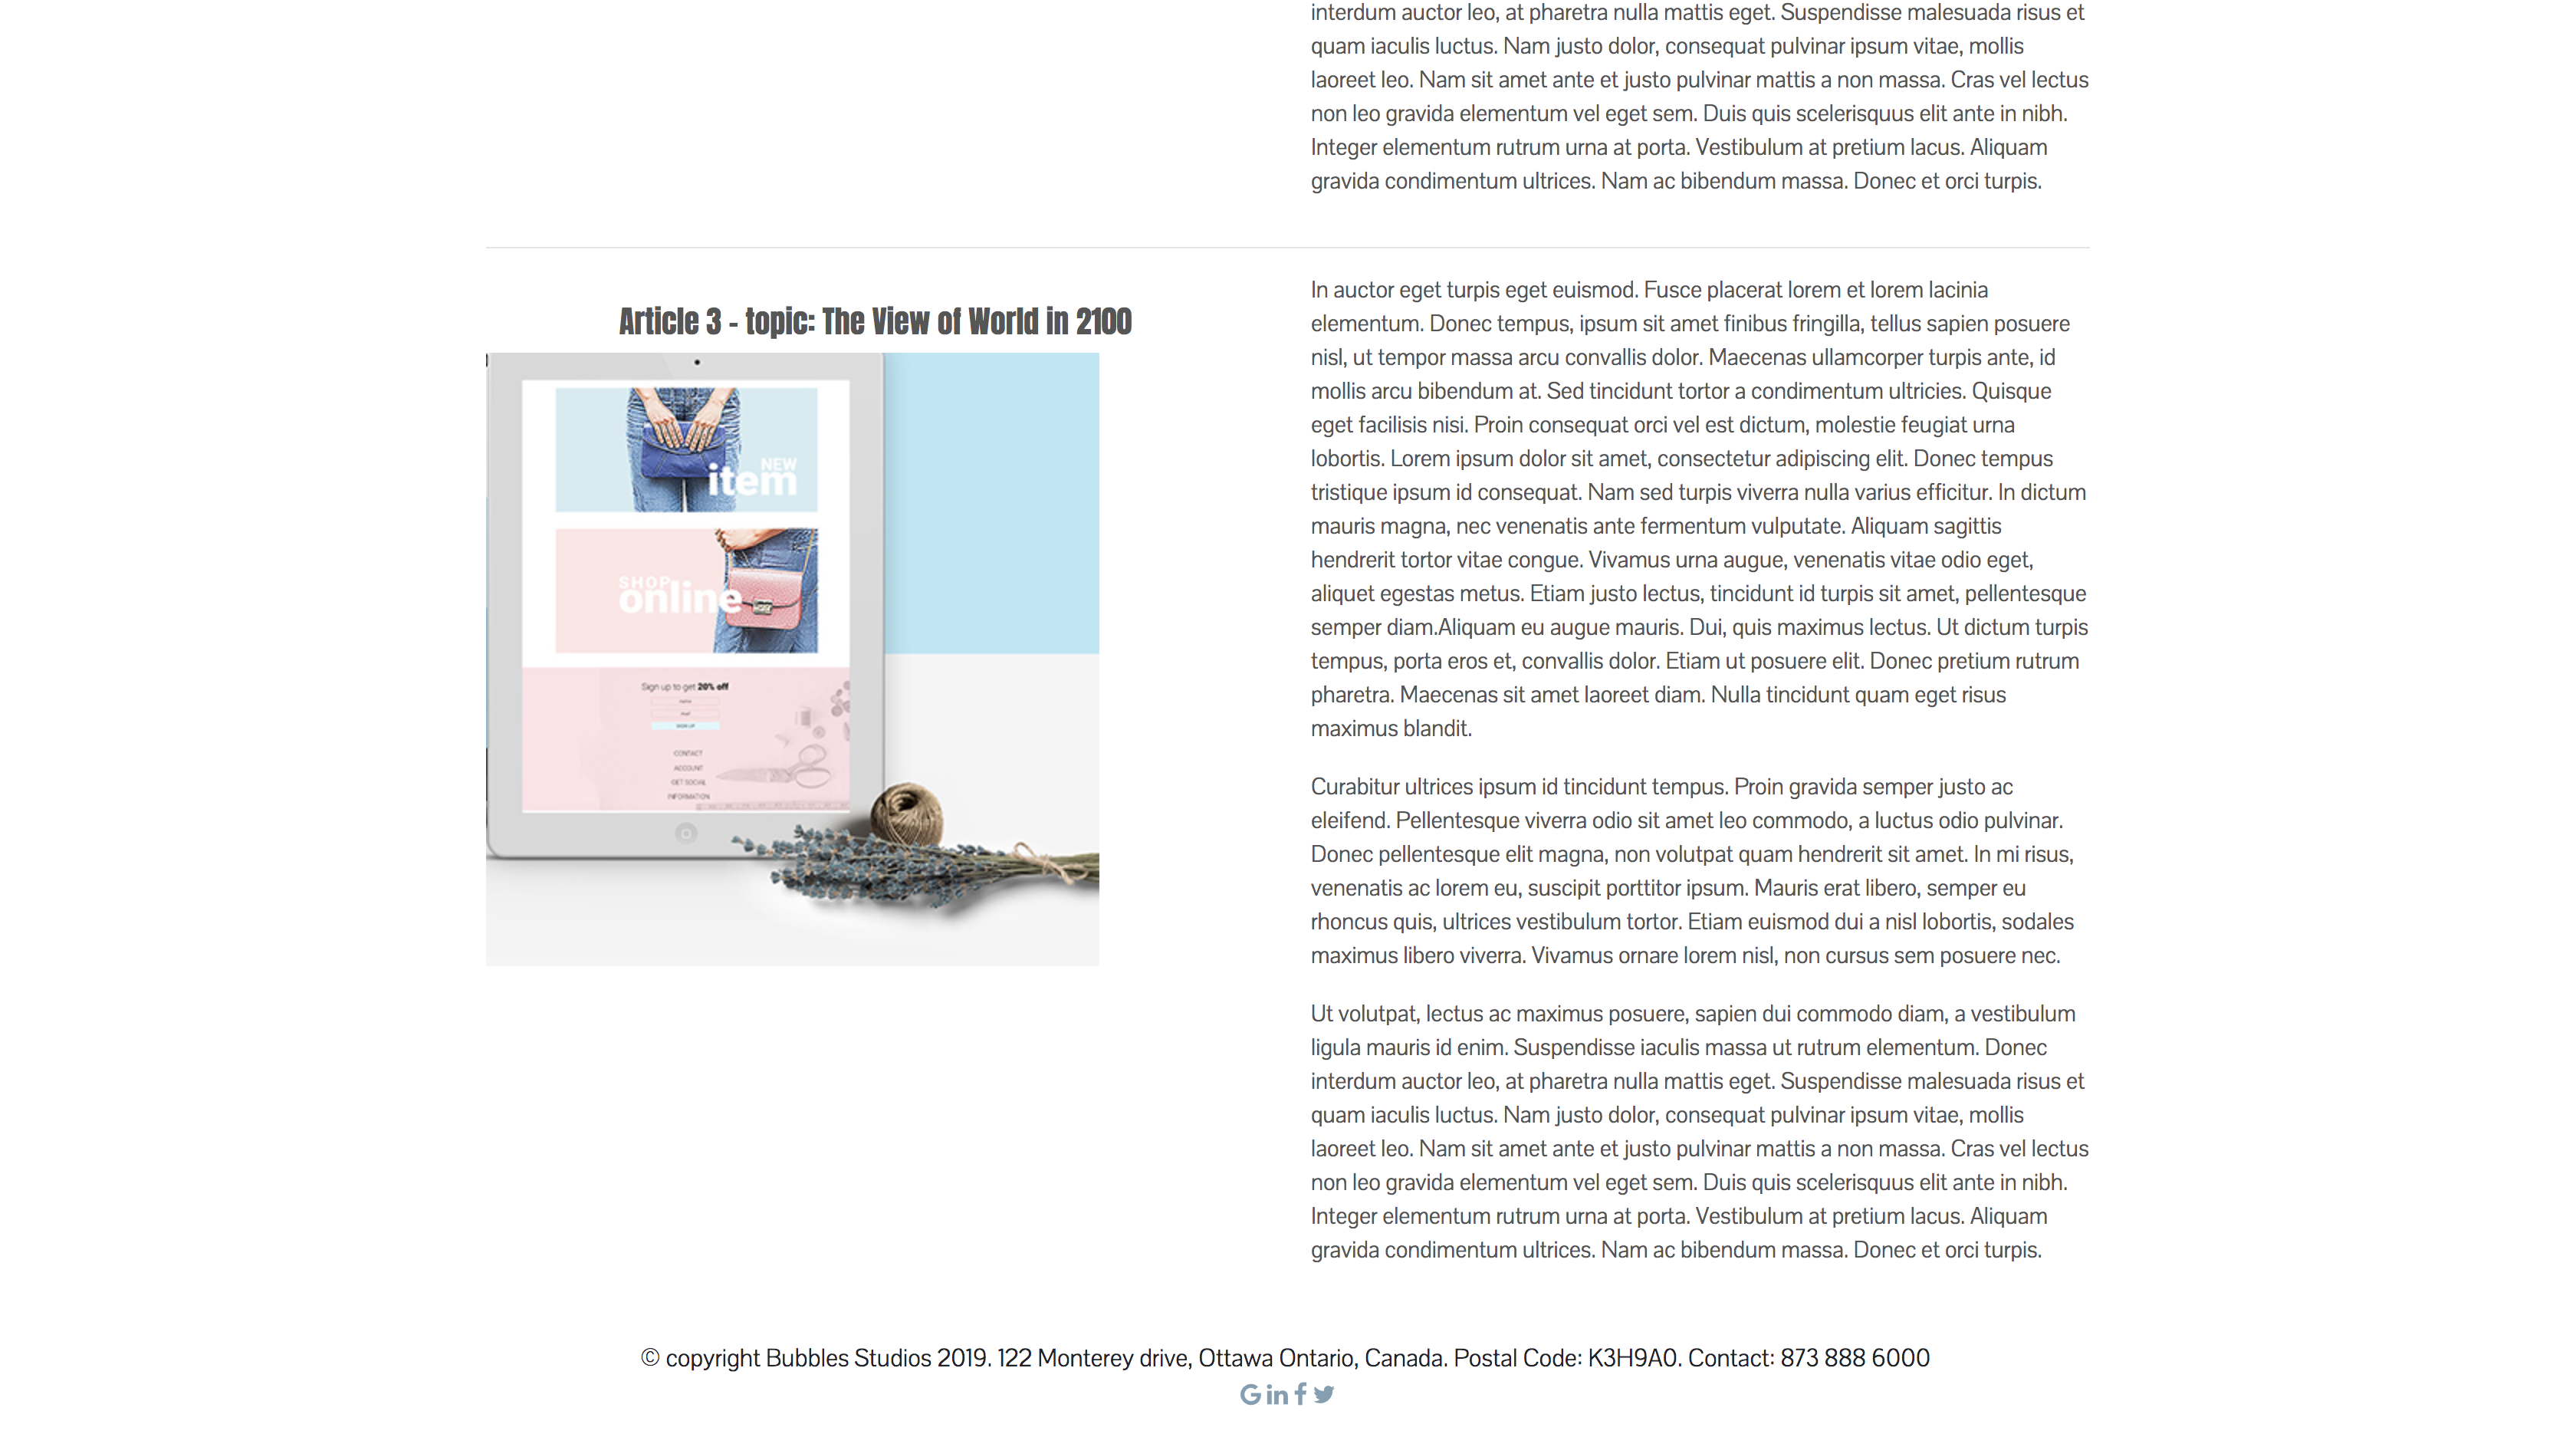 interdum auctor leo, at pharetra nulla mattis eget. Suspendisse malesuada risus et
quam iaculis luctus. Nam justo dolor, consequat pulvinar ipsum vitae, mollis
laoreet leo. Nam sit amet ante et justo pulvinar mattis a non massa. Cras vel lectus
non leo gravida elementum vel eget sem. Duis quis scelerisquus elit ante in nibh.
Integer elementum rutrum urna at porta. Vestibulum at pretium lacus. Aliquam
gravida condimentum ultrices. Nam ac bibendum massa. Donec et orci turpis.
Article 3 - topic: The View of World in 2100
NEW
item
SHOP
online
Sign up to get 20% off
name
mail
SIGN UP
CONTACT
ACCOUNT
GET SOCIAL
INFORMATION
In auctor eget turpis eget euismod. Fusce placerat lorem et lorem lacinia
elementum. Donec tempus, ipsum sit amet finibus fringilla, tellus sapien posuere
nisl, ut tempor massa arcu convallis dolor. Maecenas ullamcorper turpis ante, id
mollis arcu bibendum at. Sed tincidunt tortor a condimentum ultricies. Quisque
eget facilisis nisi. Proin consequat orci vel est dictum, molestie feugiat urna
lobortis. Lorem ipsum dolor sit amet, consectetur adipiscing elit. Donec tempus
tristique ipsum id consequat. Nam sed turpis viverra nulla varius efficitur. In dictum
mauris magna, nec venenatis ante fermentum vulputate. Aliquam sagittis
hendrerit tortor vitae congue. Vivamus urna augue, venenatis vitae odio eget,
aliquet egestas metus. Etiam justo lectus, tincidunt id turpis sit amet, pellentesque
semper diam.Aliquam eu augue mauris. Dui, quis maximus lectus. Ut dictum turpis
tempus, porta eros et, convallis dolor. Etiam ut posuere elit. Donec pretium rutrum
pharetra. Maecenas sit amet laoreet diam. Nulla tincidunt quam eget risus
maximus blandit.
Curabitur ultrices ipsum id tincidunt tempus. Proin gravida semper justo ac
eleifend. Pellentesque viverra odio sit amet leo commodo, a luctus odio pulvinar.
Donec pellentesque elit magna, non volutpat quam hendrerit sit amet. In mi risus,
venenatis ac lorem eu, suscipit porttitor ipsum. Mauris erat libero, semper eu
rhoncus quis, ultrices vestibulum tortor. Etiam euismod dui a nisl lobortis, sodales
maximus libero viverra. Vivamus ornare lorem nisl, non cursus sem posuere nec.
Ut volutpat, lectus ac maximus posuere, sapien dui commodo diam, a vestibulum
ligula mauris id enim. Suspendisse iaculis massa ut rutrum elementum. Donec
interdum auctor leo, at pharetra nulla mattis eget. Suspendisse malesuada risus et
quam iaculis luctus. Nam justo dolor, consequat pulvinar ipsum vitae, mollis
laoreet leo. Nam sit amet ante et justo pulvinar mattis a non massa. Cras vel lectus
non leo gravida elementum vel eget sem. Duis quis scelerisquus elit ante in nibh.
Integer elementum rutrum urna at porta. Vestibulum at pretium lacus. Aliquam
gravida condimentum ultrices. Nam ac bibendum massa. Donec et orci turpis.
© copyright Bubbles Studios 2019. 122 Monterey drive, Ottawa Ontario, Canada. Postal Code: K3H9A0. Contact: 873 888 6000